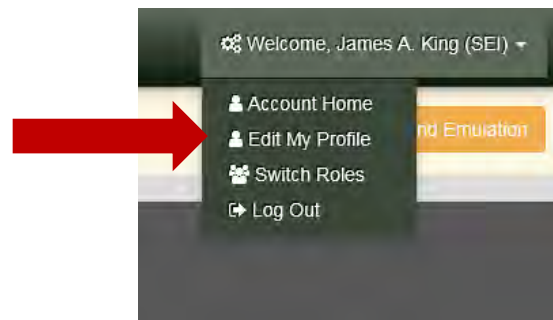 Welcome, James A. King (SEI)
Account Home
Edit My Profile
nd Emulation
Switch Roles
Log Out